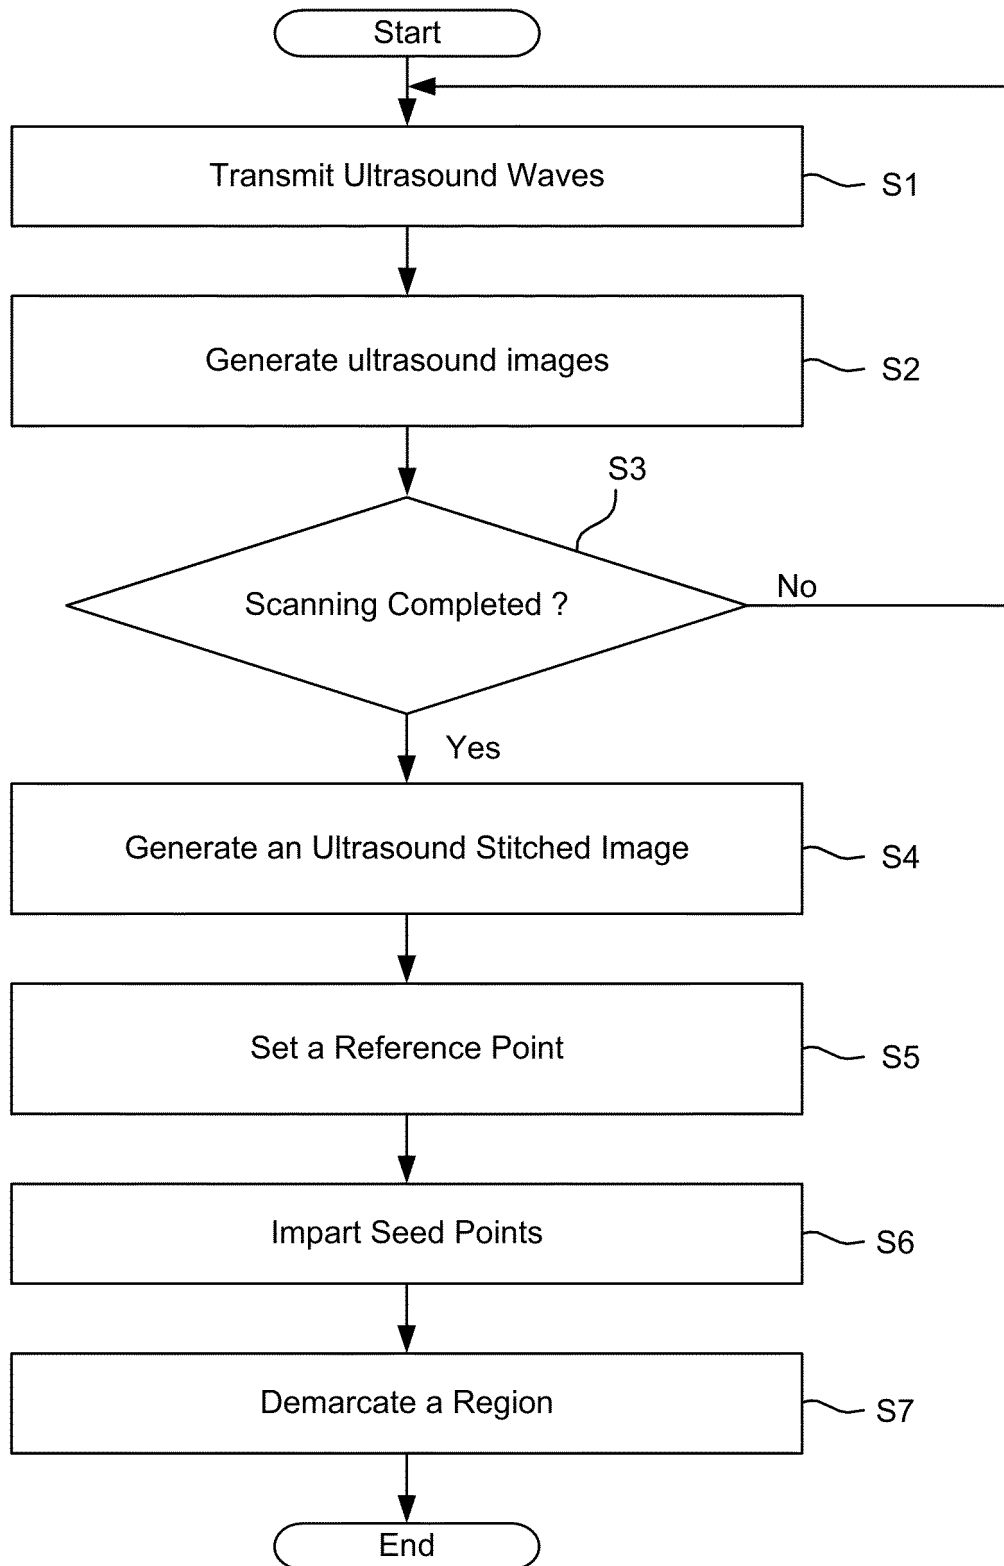 Start
Transmit Ultrasound Waves
S1
Generate ultrasound images
S2
S3
Scanning Completed ?
No
Yes
Generate an Ultrasound Stitched Image
S4
Set a Reference Point
S5
Impart Seed Points
S6
Demarcate a Region
S7
End